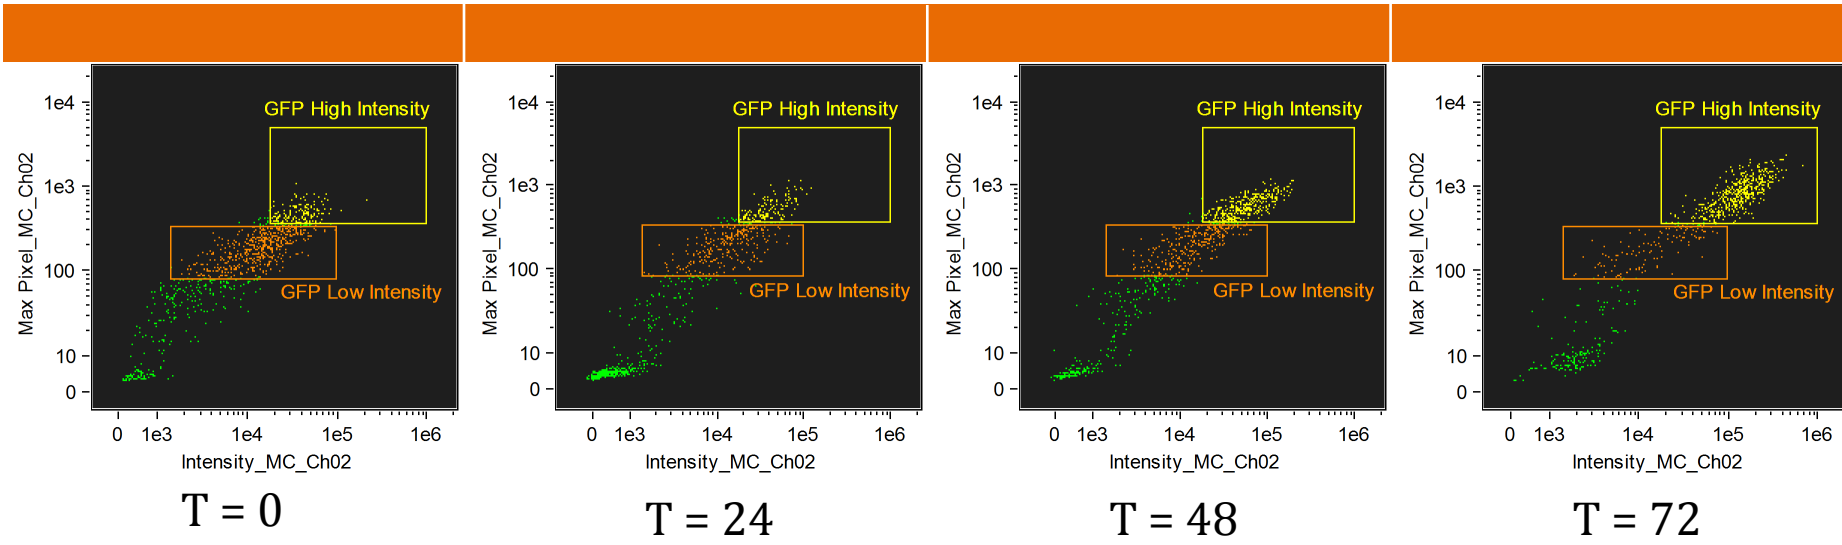 GFP High Intensity
1e4
1e3
100
10
0
GFP Low Intensity
Max Pixel_MC_Ch02
0 1e3 1e4 1e5 1e6
Intensity_MC_Ch02
T = 0
GFP High Intensity
1e4
1e3
100
10
0
GFP Low Intensity
Max Pixel_MC_Ch02
0 1e3 1e4 1e5 1e6
Intensity_MC_Ch02
T = 24
GFP High Intensity
1e4
1e3
100
10
0
GFP Low Intensity
Max Pixel_MC_Ch02
0 1e3 1e4 1e5 1e6
Intensity_MC_Ch02
T = 48
GFP High Intensity
1e4
1e3
100
10
0
GFP Low Intensity
Max Pixel_MC_Ch02
0 1e3 1e4 1e5 1e6
Intensity_MC_Ch02
T = 72